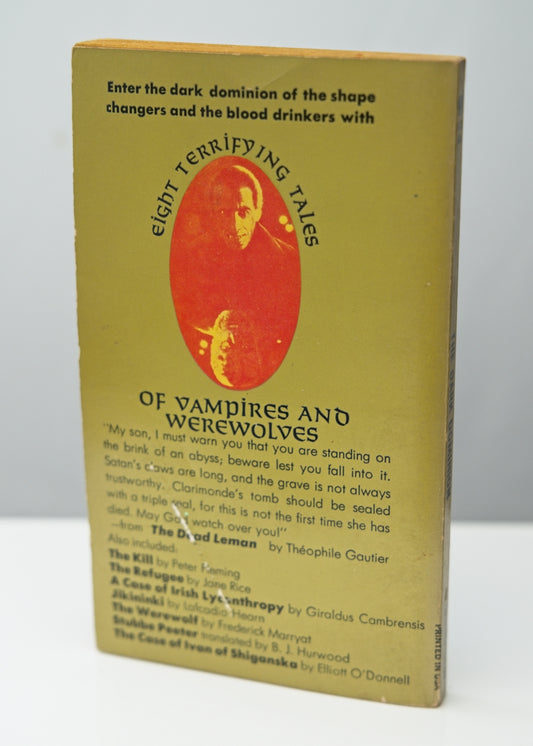 Enter the dark dominion of the shape
changers and the blood drinkers with
EIGHT TERRIFYING TALES
OF VAMPIRES AND
WEREWOLVES
"My son, I must warn you that you are standing on
the brink of an abyss; beware lest you fall into it.
Satan's claws are long, and the grave is not always
trustworthy. Clarimonde's tomb should be sealed
with a triple seal, for this is not the first time she has
died. May God watch over you!"
—from The Dead Leman by Théophile Gautier
Also included:
The Kill by Peter Fleming
The Refugee by Jane Rice
A Case of Irish Lycanthropy by Giraldus Cambrensis
Jikininki by Lafcadio Hearn
The Werewolf by Frederick Marryat
Stubbe Peeter translated by B. J. Hurwood
The Case of Ivan of Shiganska by Elliott O'Donnell
THE DARK DOMINION
PRINTED IN USA